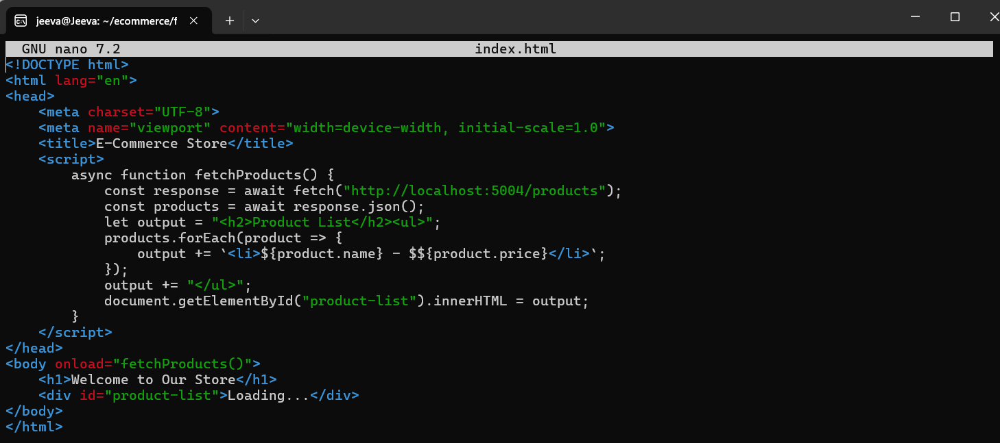 jeeva@Jeeva: ~/ecommerce/f
GNU nano 7.2 index.html
<!DOCTYPE html>
<html lang="en">
<head>
    <meta charset="UTF-8">
    <meta name="viewport" content="width=device-width, initial-scale=1.0">
    <title>E-Commerce Store</title>
    <script>
        async function fetchProducts() {
            const response = await fetch("http://localhost:5004/products");
            const products = await response.json();
            let output = "<h2>Product List</h2><ul>";
            products.forEach(product => {
                output += `<li>${product.name} - $${product.price}</li>`;
            });
            output += "</ul>";
            document.getElementById("product-list").innerHTML = output;
        }
    </script>
</head>
<body onload="fetchProducts()">
    <h1>Welcome to Our Store</h1>
    <div id="product-list">Loading...</div>
</body>
</html>